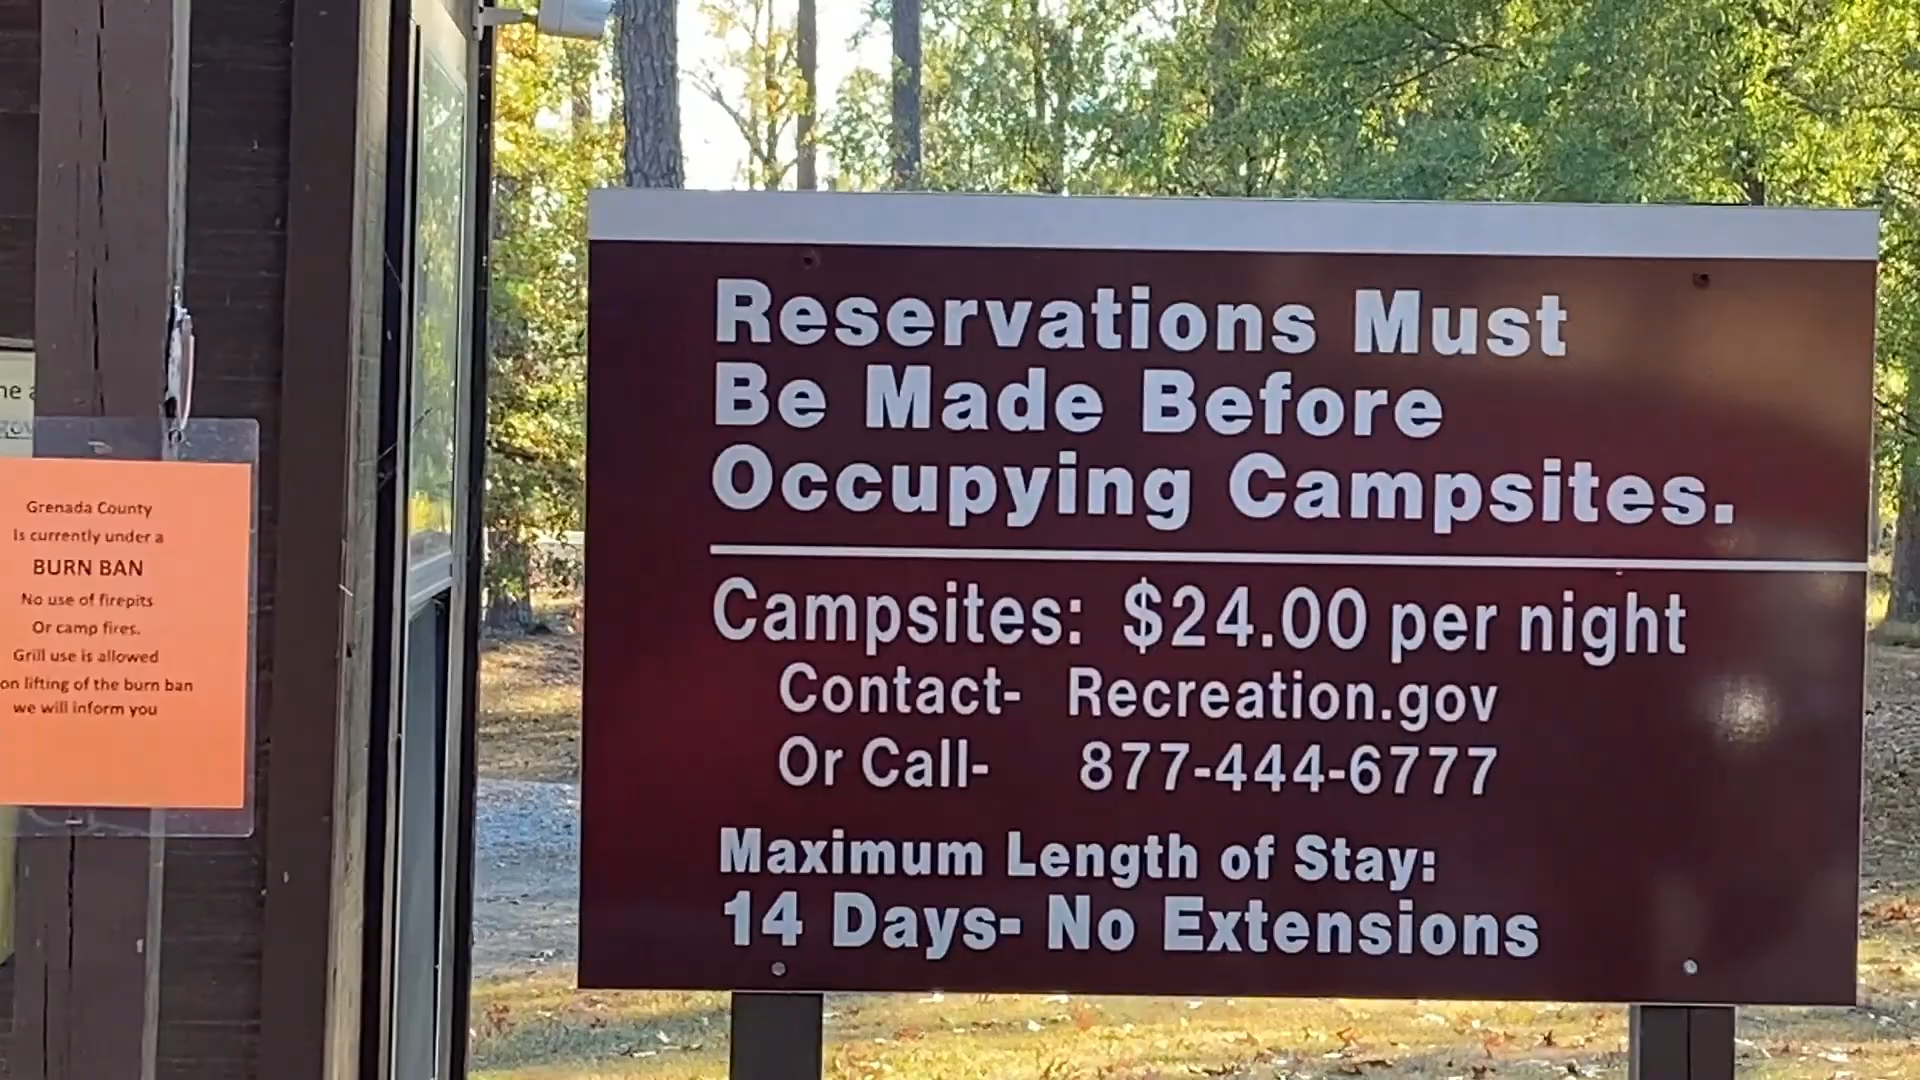 Grenada County
Is currently under a
BURN BAN
No use of firepits
Or camp fires.
Grill use is allowed
on lifting of the burn ban
we will inform you
Reservations Must
Be Made Before
Occupying Campsites.
Campsites: $24.00 per night
Contact- Recreation.gov
Or Call- 877-444-6777
Maximum Length of Stay:
14 Days- No Extensions